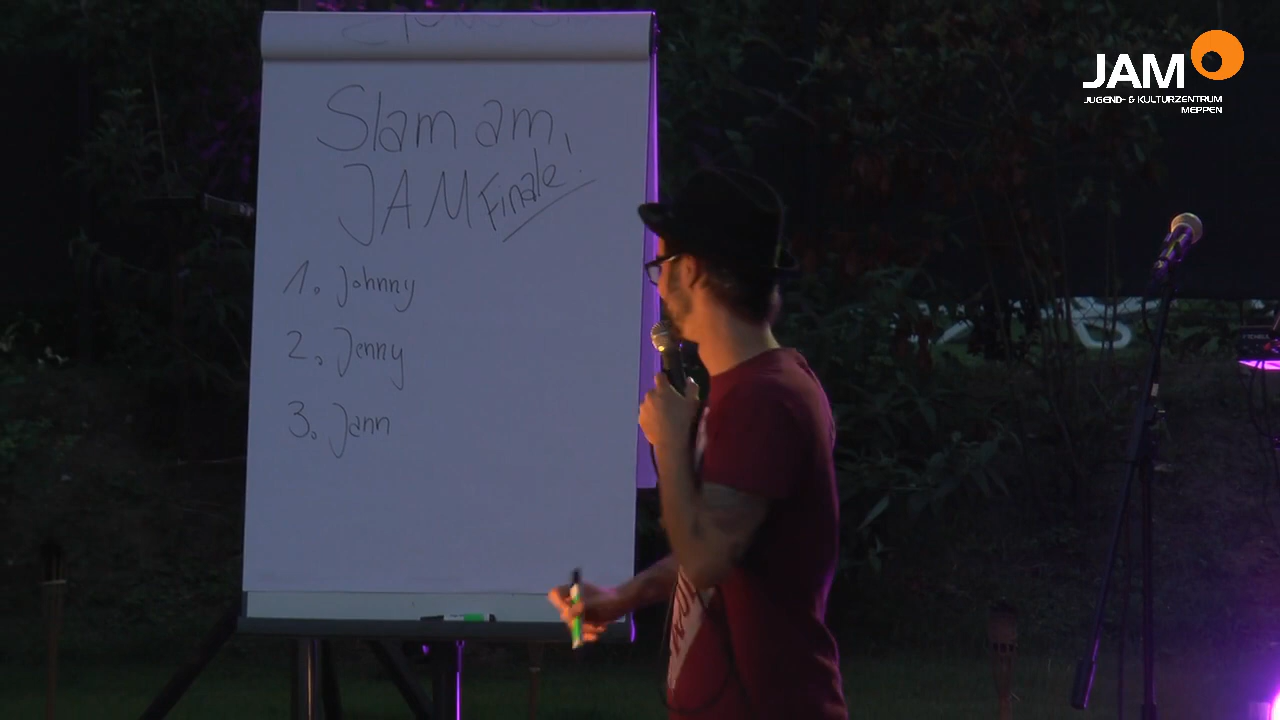 JAM
JUGEND- & KULTURZENTRUM
MEPPEN
Slam am
JAM Finale!
1. Johnny
2. Jenny
3. Jann